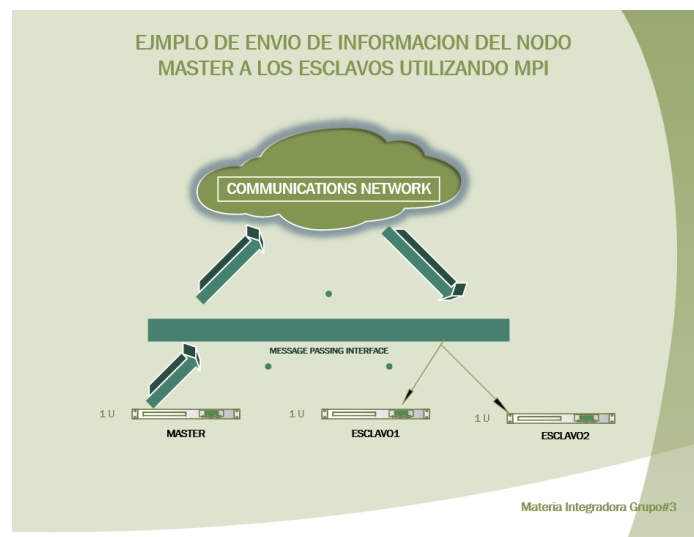 EJMPLO DE ENVIO DE INFORMACION DEL NODO
MASTER A LOS ESCLAVOS UTILIZANDO MPI
COMMUNICATIONS NETWORK
MESSAGE PASSING INTERFACE
1 U
MASTER
1 U
ESCLAVO1
1 U
ESCLAVO2
Materia Integradora Grupo#3